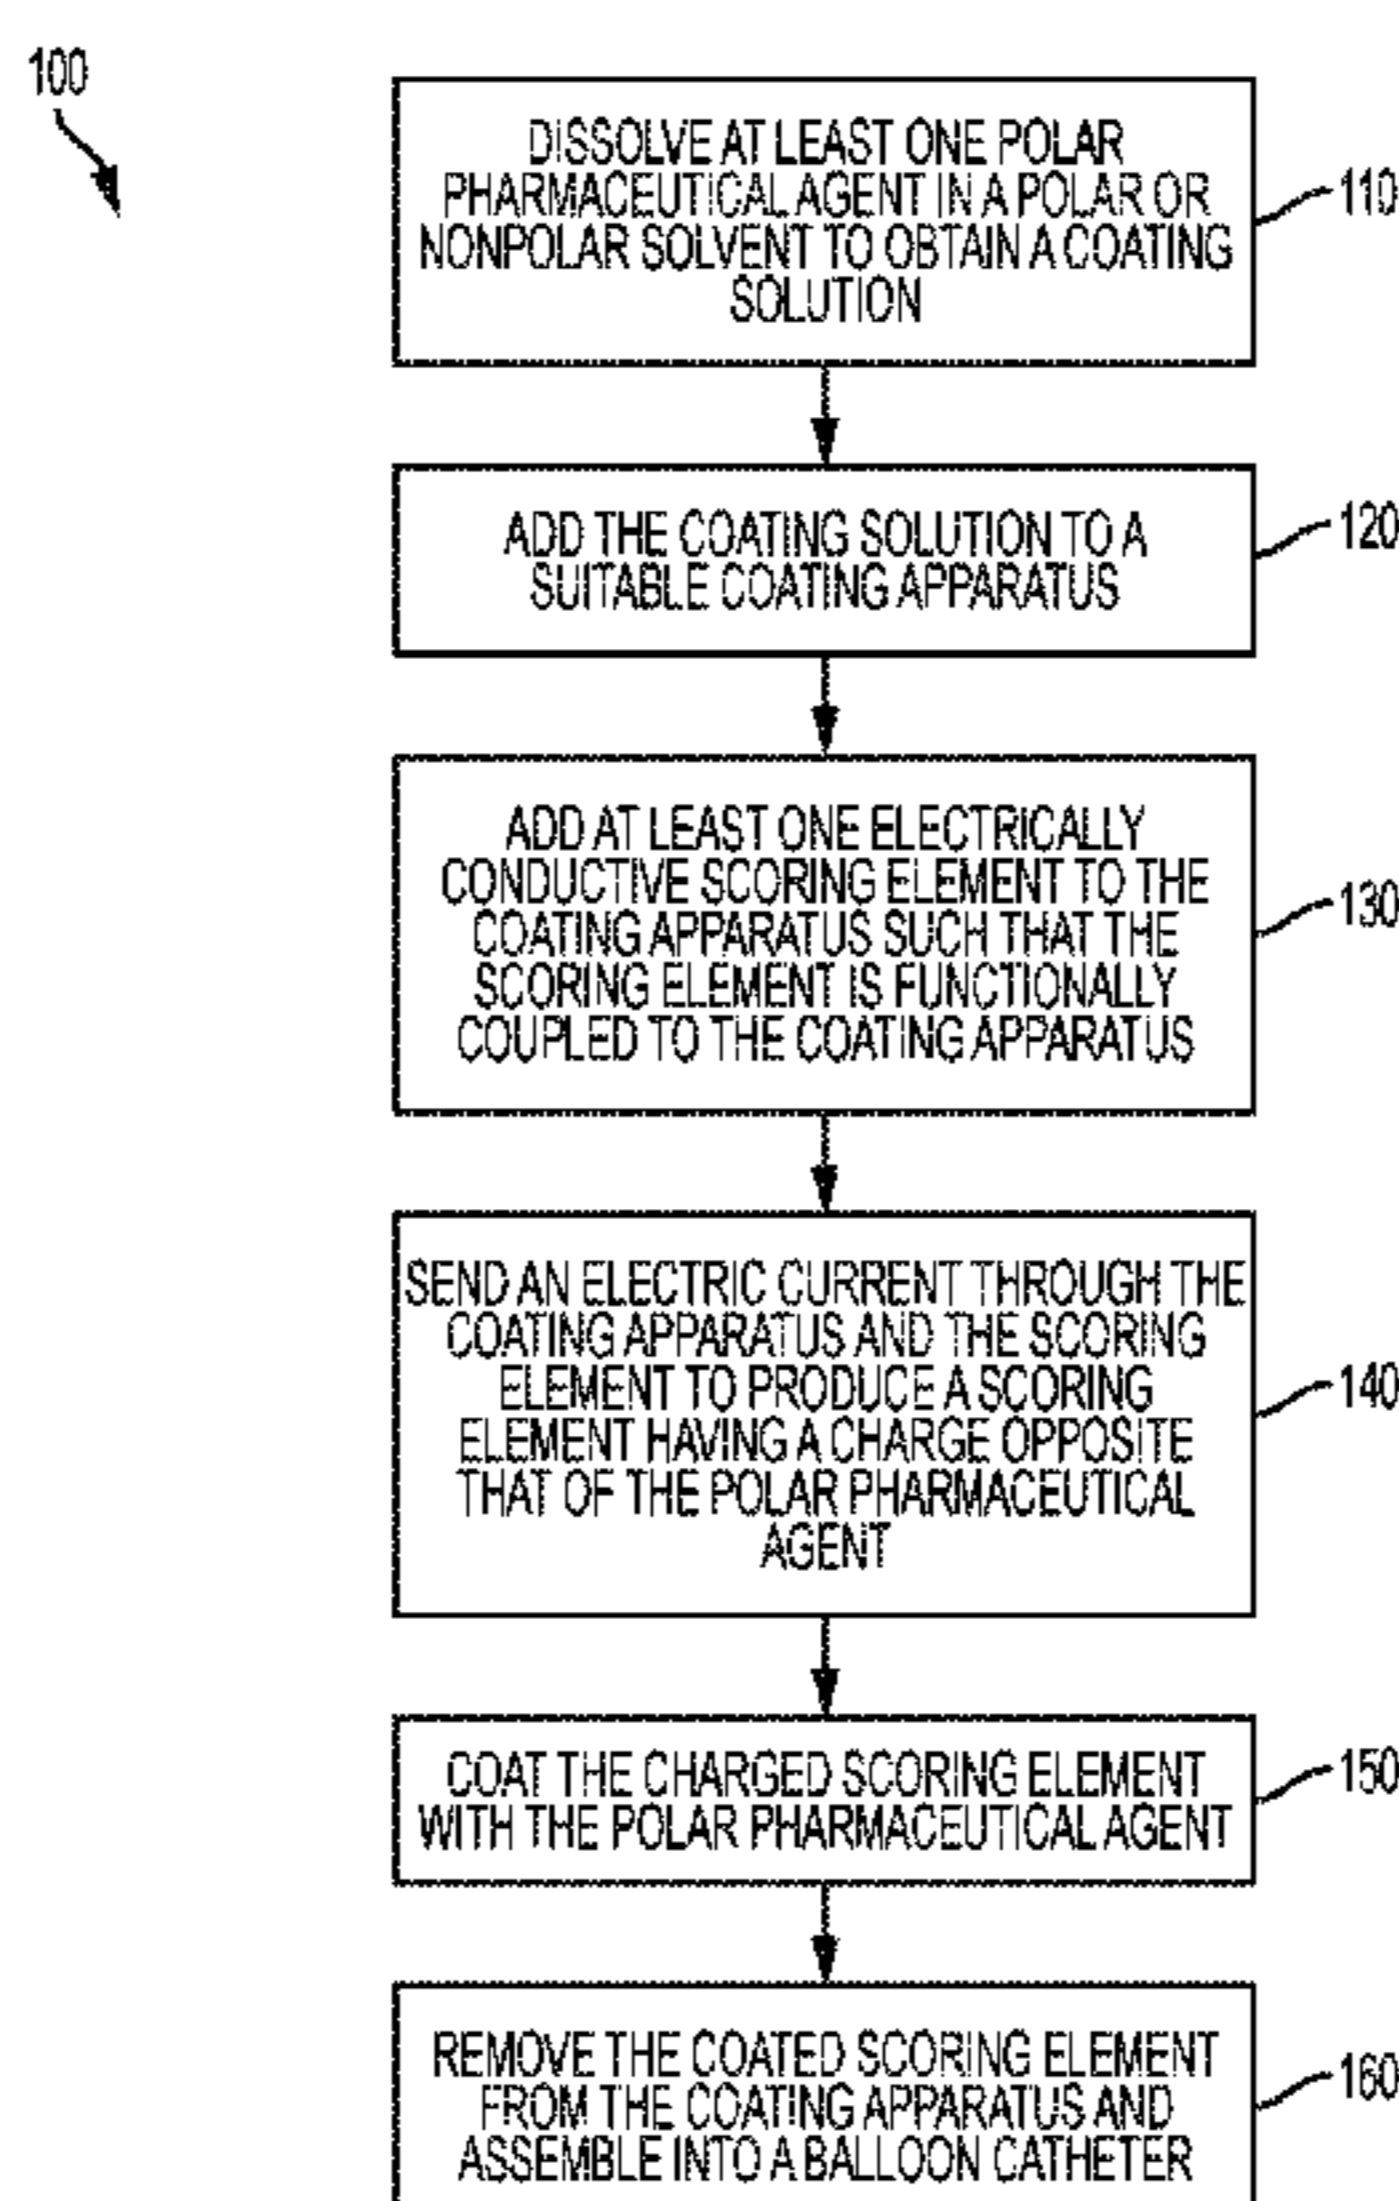 100
DISSOLVE AT LEAST ONE POLAR
PHARMACEUTICAL AGENT IN A POLAR OR
NONPOLAR SOLVENT TO OBTAIN A COATING
SOLUTION
110
ADD THE COATING SOLUTION TO A
SUITABLE COATING APPARATUS
120
ADD AT LEAST ONE ELECTRICALLY
CONDUCTIVE SCORING ELEMENT TO THE
COATING APPARATUS SUCH THAT THE
SCORING ELEMENT IS FUNCTIONALLY
COUPLED TO THE COATING APPARATUS
130
SEND AN ELECTRIC CURRENT THROUGH THE
COATING APPARATUS AND THE SCORING
ELEMENT TO PRODUCE A SCORING
ELEMENT HAVING A CHARGE OPPOSITE
THAT OF THE POLAR PHARMACEUTICAL
AGENT
140
COAT THE CHARGED SCORING ELEMENT
WITH THE POLAR PHARMACEUTICAL AGENT
150
REMOVE THE COATED SCORING ELEMENT
FROM THE COATING APPARATUS AND
ASSEMBLE INTO A BALLOON CATHETER
160